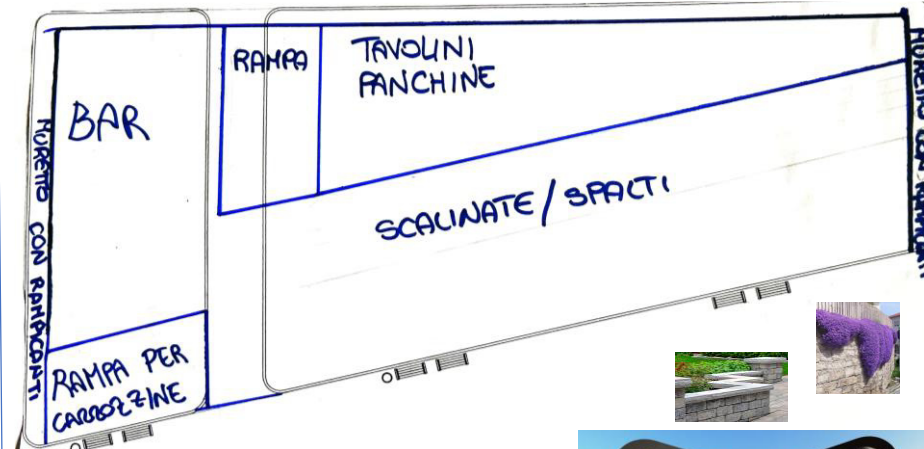 BAR
RAMPA
TAVOLINI
PANCHINE
SCALINATE / SPALTI
MURETTO CON RAMPICANTI
RAMPA PER
CARROZZINE
MURETTO CON RAMPICANTI